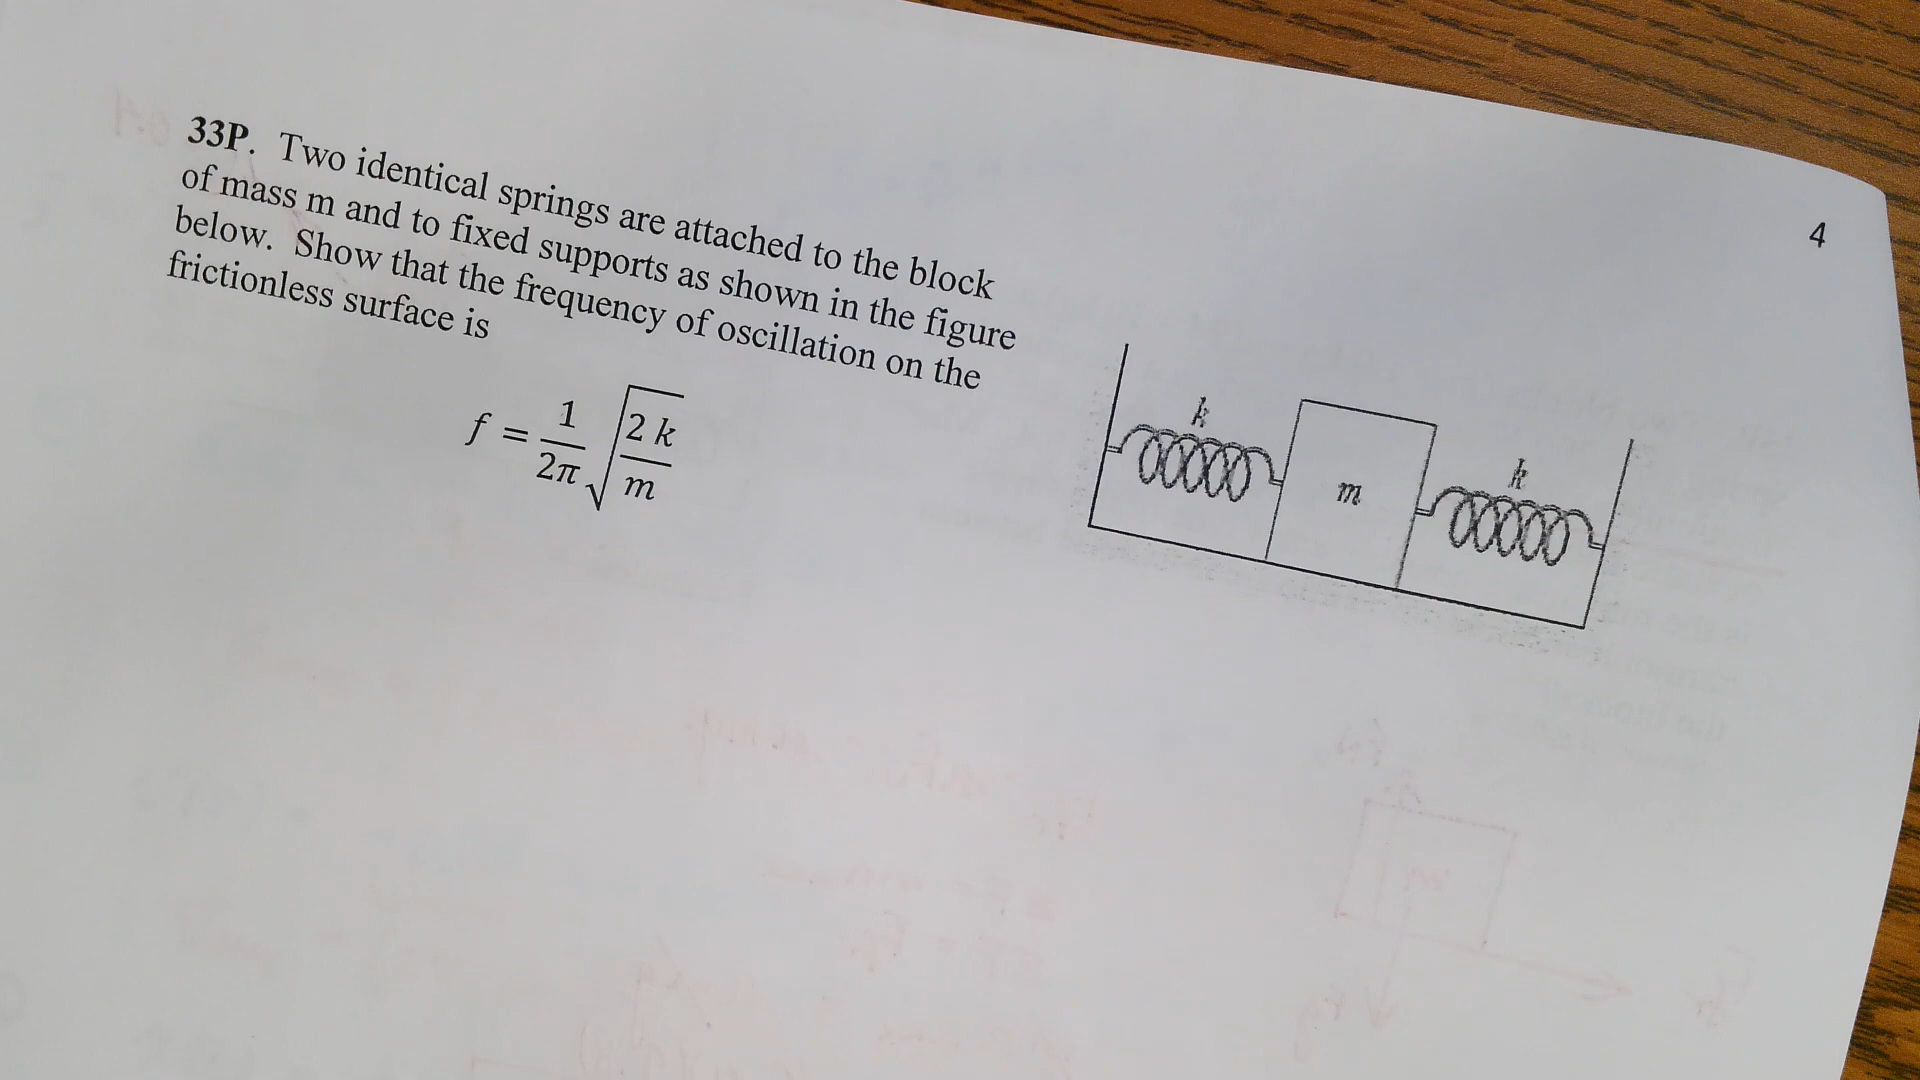 4
33P. Two identical springs are attached to the block
of mass m and to fixed supports as shown in the figure
below. Show that the frequency of oscillation on the
frictionless surface is
f = 1/2π √(2 k/m)
k
m
k